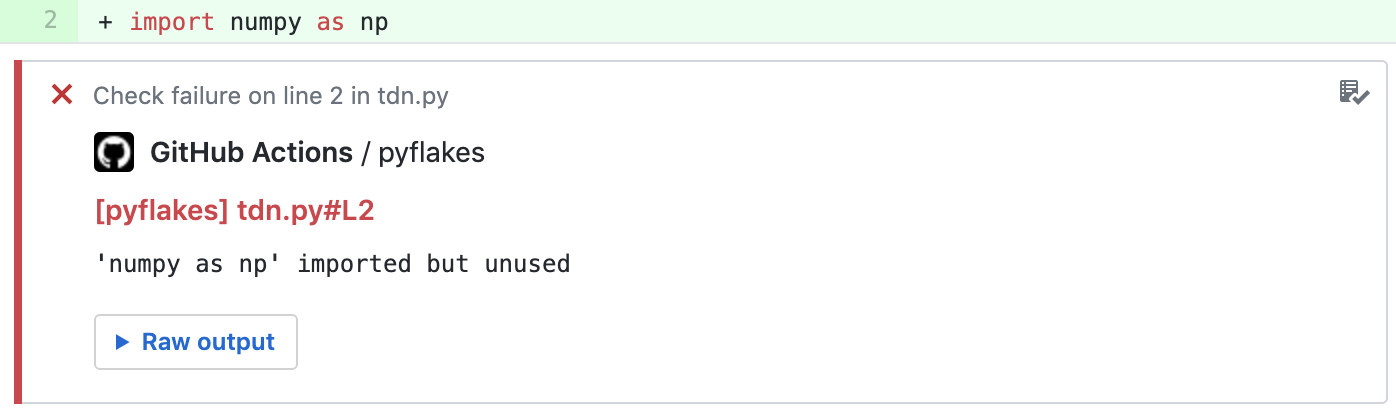 2 + import numpy as np
Check failure on line 2 in tdn.py
GitHub Actions / pyflakes
[pyflakes] tdn.py#L2
'numpy as np' imported but unused
Raw output